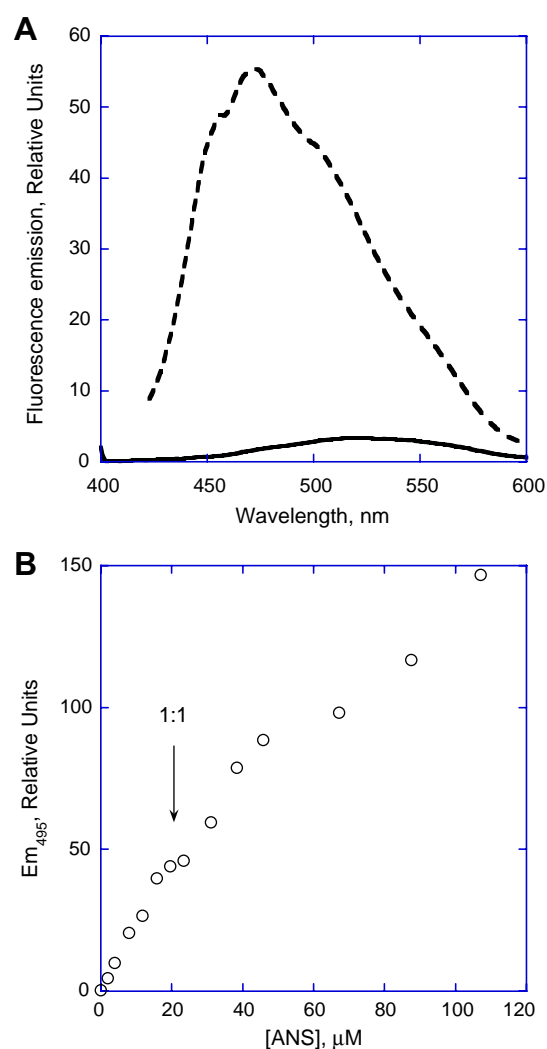 A
60
50
40
30
20
10
0
Fluorescence emission, Relative Units
400 450 500 550 600
Wavelength, nm
B
150
100
50
0
Em495, Relative Units
1:1
0 20 40 60 80 100 120
[ANS], μM